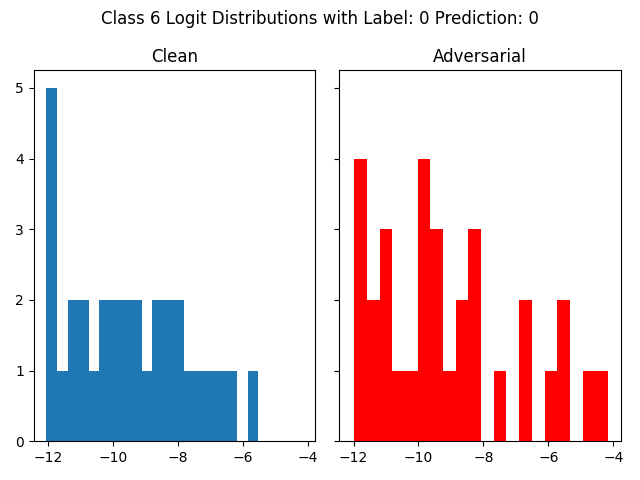 Class 6 Logit Distributions with Label: 0 Prediction: 0
Clean
Adversarial
5
4
3
2
1
0
−12 −10 −8 −6 −4
−12 −10 −8 −6 −4